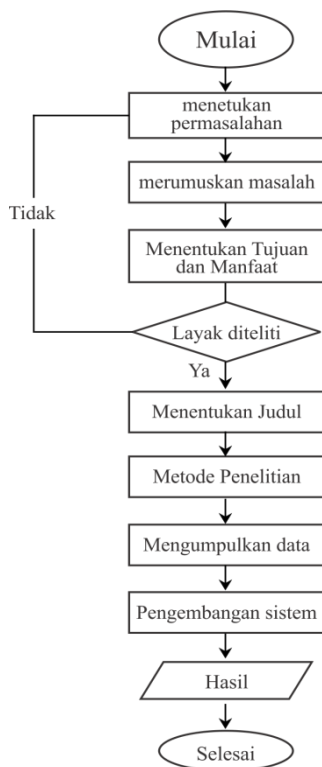 Mulai
menetukan
permasalahan
merumuskan masalah
Tidak
Menentukan Tujuan
dan Manfaat
Layak diteliti
Ya
Menentukan Judul
Metode Penelitian
Mengumpulkan data
Pengembangan sistem
Hasil
Selesai